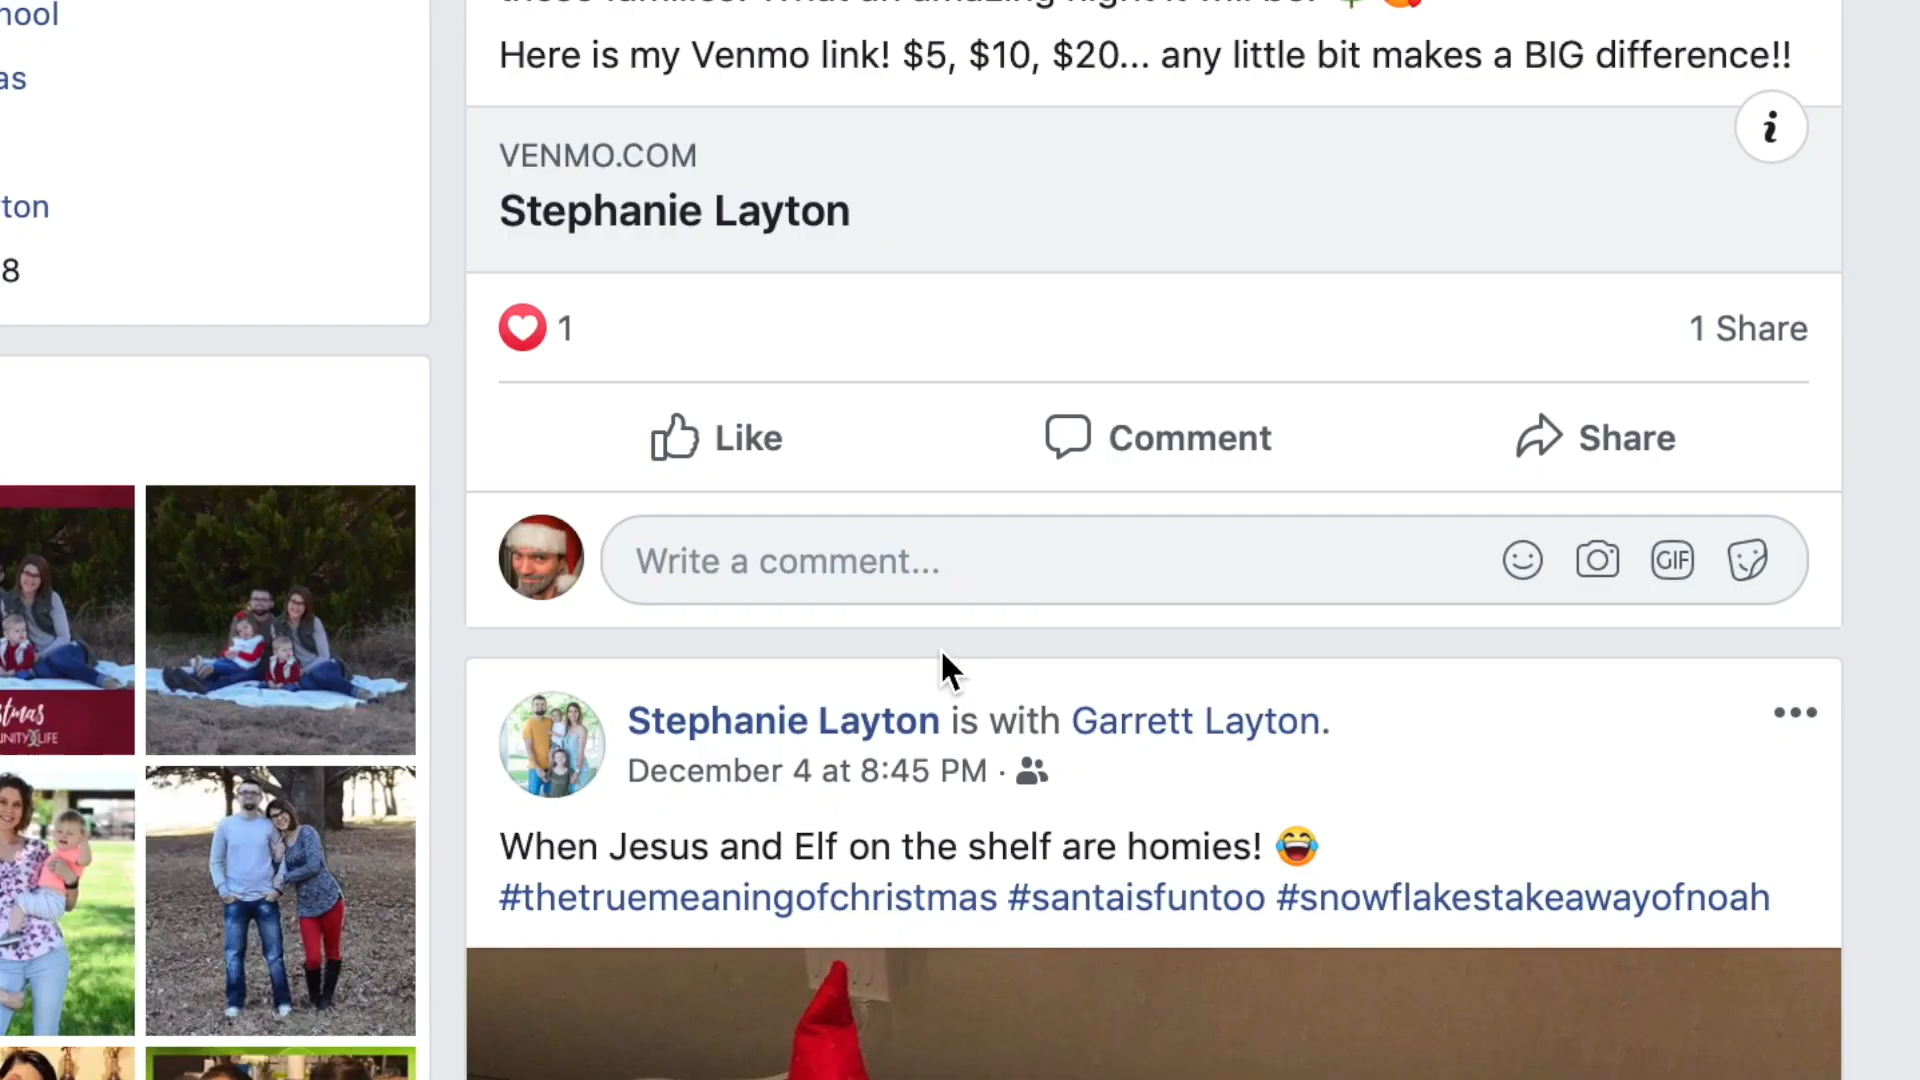 hool
as
ton
8
Here is my Venmo link! $5, $10, $20... any little bit makes a BIG difference!!
VENMO.COM
Stephanie Layton
1
1 Share
Like
Comment
Share
Write a comment...
GIF
Stephanie Layton is with Garrett Layton.
December 4 at 8:45 PM ·
When Jesus and Elf on the shelf are homies! 😂
#thetruemeaningofchristmas #santaisfuntoo #snowflakestakeawayofnoah